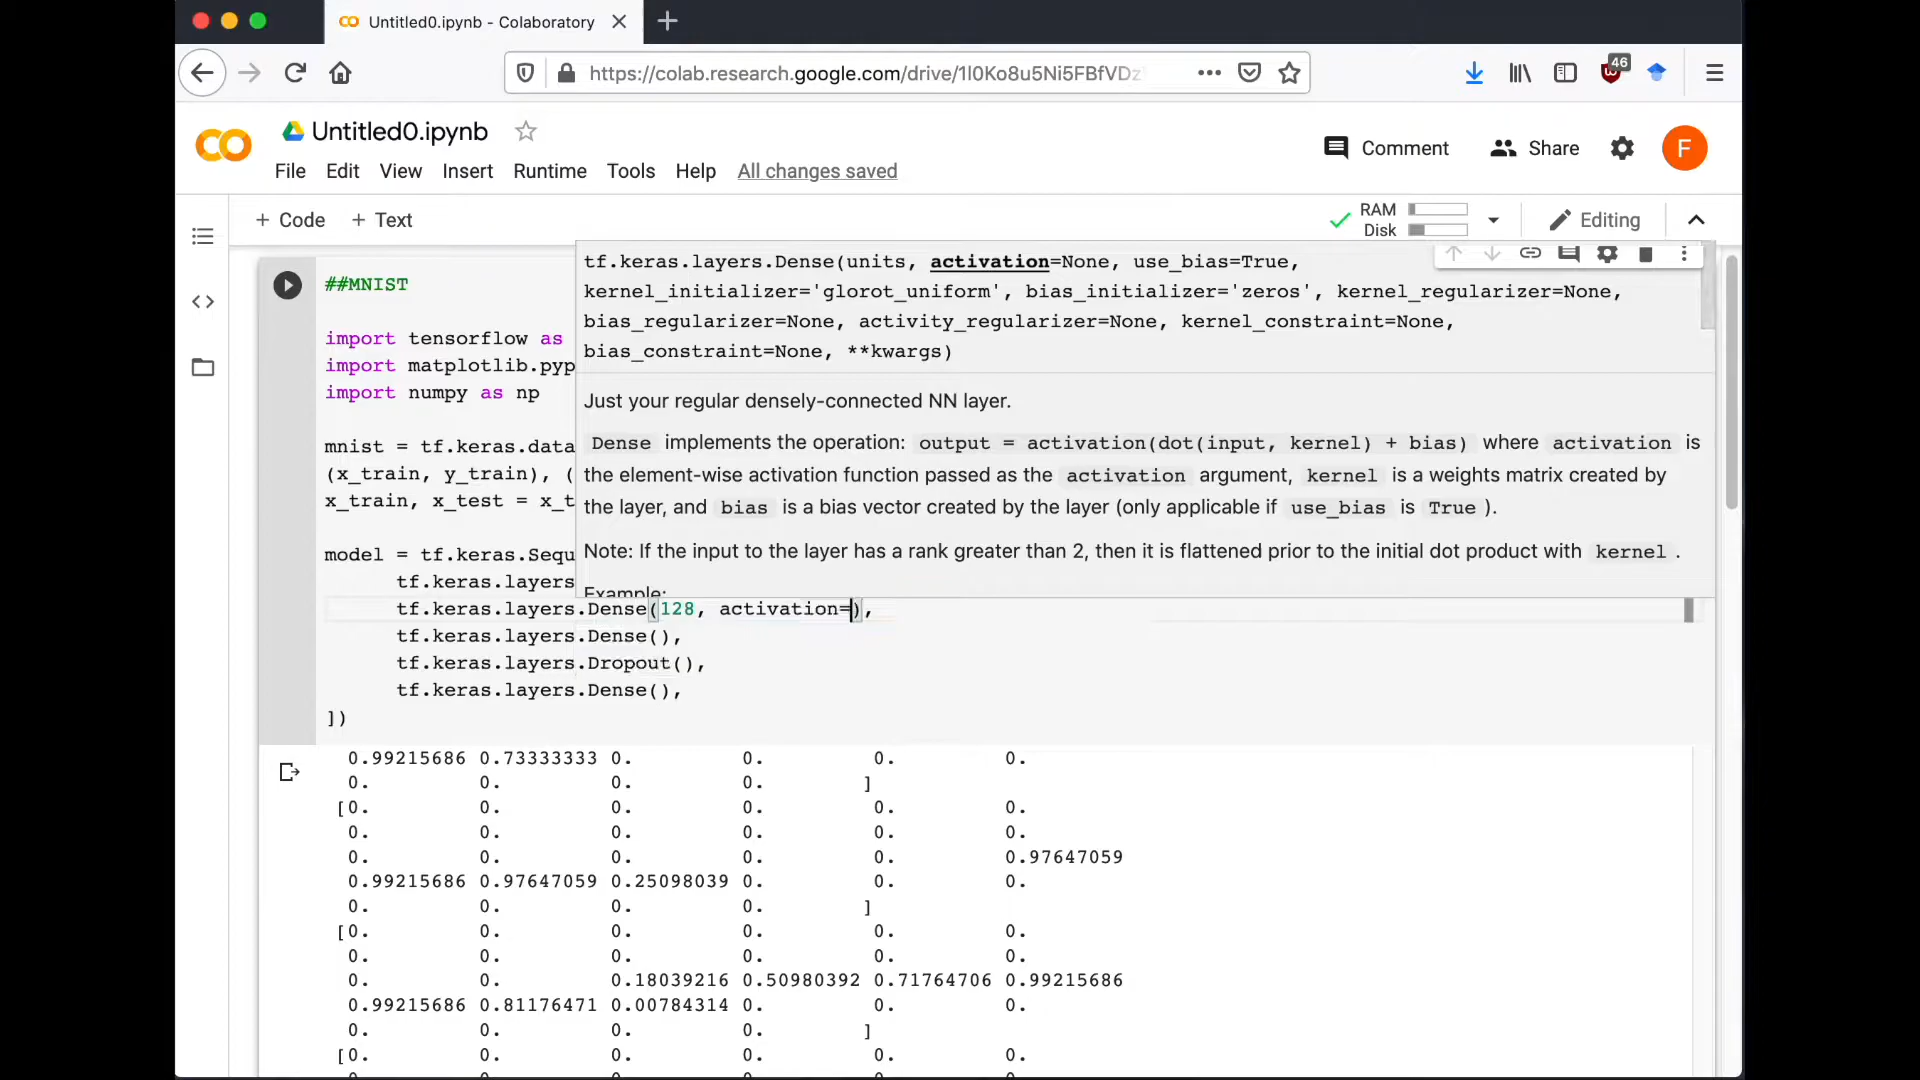 Untitled0.ipynb - Colaboratory
https://colab.research.google.com/drive/1l0Ko8u5Ni5FBfVDz
46
CO
Untitled0.ipynb
Comment
Share
F
File Edit View Insert Runtime Tools Help All changes saved
+ Code + Text
RAM
Disk
Editing
tf.keras.layers.Dense(units, activation=None, use_bias=True,
kernel_initializer='glorot_uniform', bias_initializer='zeros', kernel_regularizer=None,
bias_regularizer=None, activity_regularizer=None, kernel_constraint=None,
bias_constraint=None, **kwargs)
Just your regular densely-connected NN layer.
Dense implements the operation: output = activation(dot(input, kernel) + bias) where activation is
the element-wise activation function passed as the activation argument, kernel is a weights matrix created by
the layer, and bias is a bias vector created by the layer (only applicable if use_bias is True ).
Note: If the input to the layer has a rank greater than 2, then it is flattened prior to the initial dot product with kernel .
Example:
##MNIST
import tensorflow as
import matplotlib.pyp
import numpy as np
mnist = tf.keras.data
(x_train, y_train), (
x_train, x_test = x_t
model = tf.keras.Sequ
tf.keras.layers
tf.keras.layers.Dense(128, activation=),
tf.keras.layers.Dense(),
tf.keras.layers.Dropout(),
tf.keras.layers.Dense(),
])
0.99215686 0.73333333 0. 0. 0. 0.
0. 0. 0. 0. ]
[0. 0. 0. 0. 0. 0.
0. 0. 0. 0. 0. 0.
0. 0. 0. 0. 0. 0.97647059
0.99215686 0.97647059 0.25098039 0. 0. 0.
0. 0. 0. 0. ]
[0. 0. 0. 0. 0. 0.
0. 0. 0. 0. 0. 0.
0. 0. 0.18039216 0.50980392 0.71764706 0.99215686
0.99215686 0.81176471 0.00784314 0. 0. 0.
0. 0. 0. 0. ]
[0. 0. 0. 0. 0. 0.